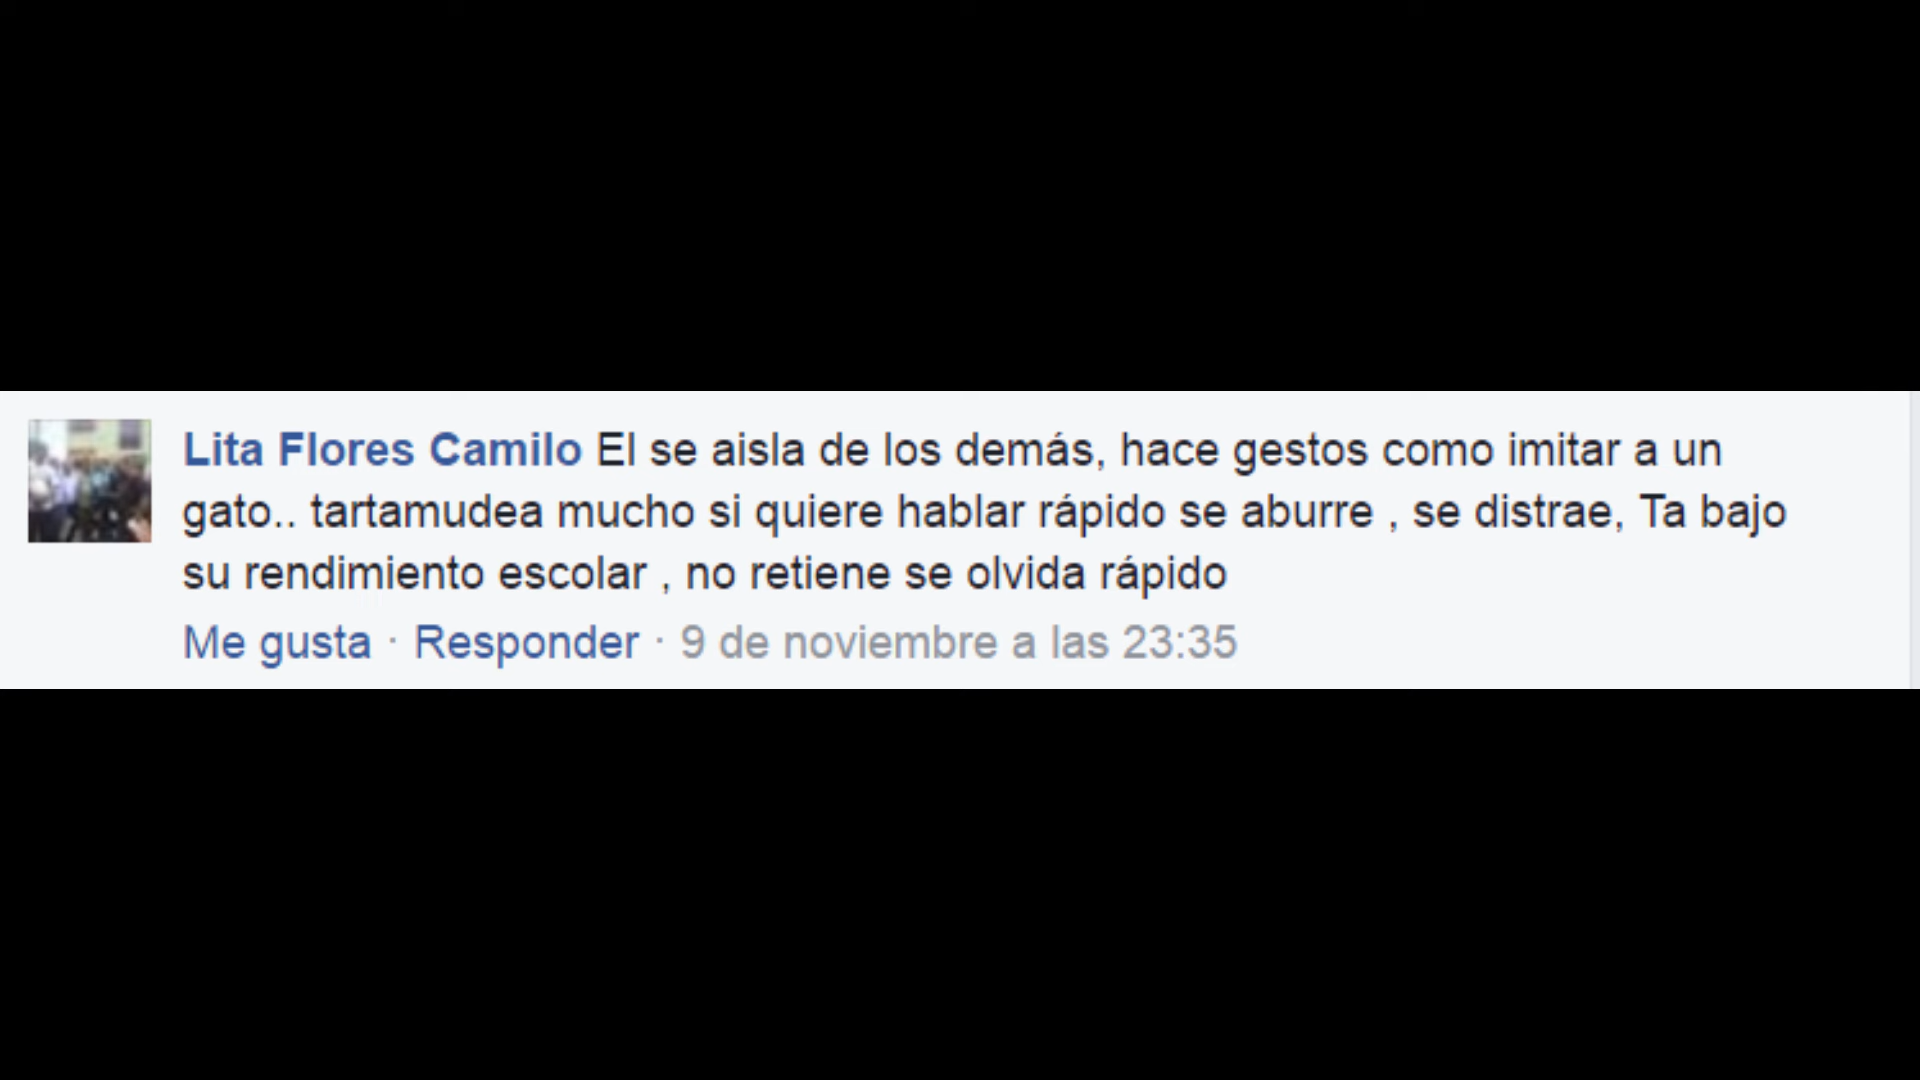 Lita Flores Camilo El se aisla de los demás, hace gestos como imitar a un
gato.. tartamudea mucho si quiere hablar rápido se aburre , se distrae, Ta bajo
su rendimiento escolar , no retiene se olvida rápido
Me gusta · Responder · 9 de noviembre a las 23:35